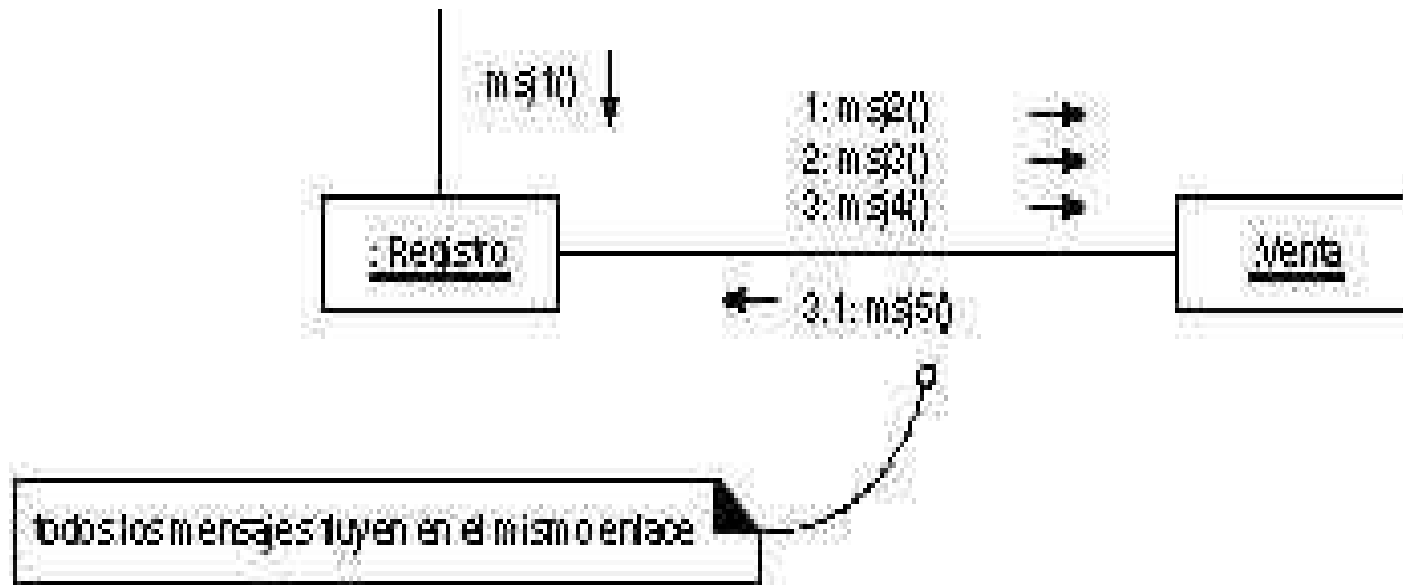 msj1()
1: msj2()
2: msj3()
3: msj4()
: Registro
:Venta
3.1: msj5()
todos los mensajes fluyen en el mismo enlace